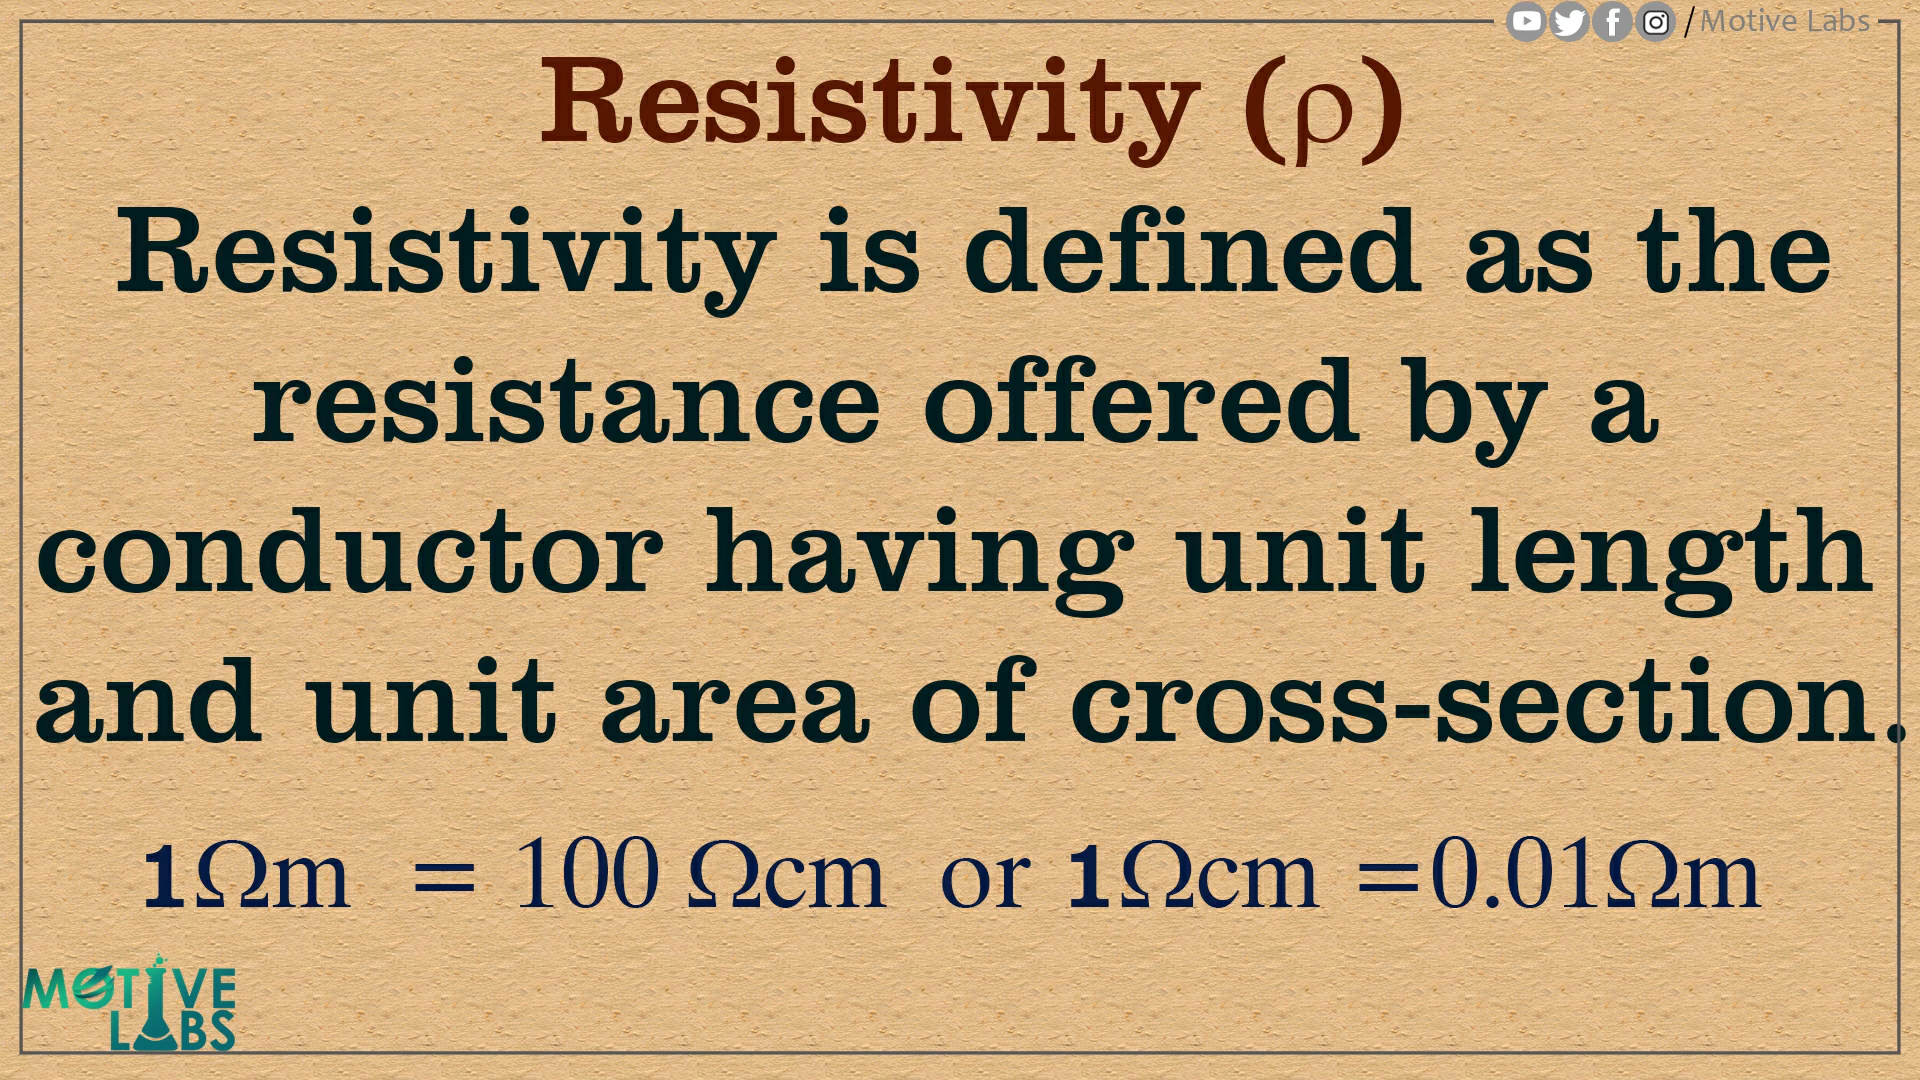 /Motive Labs
Resistivity (ρ)
Resistivity is defined as the
resistance offered by a
conductor having unit length
and unit area of cross-section.
1Ωm = 100 Ωcm or 1Ωcm =0.01Ωm
MOTIVE
LABS